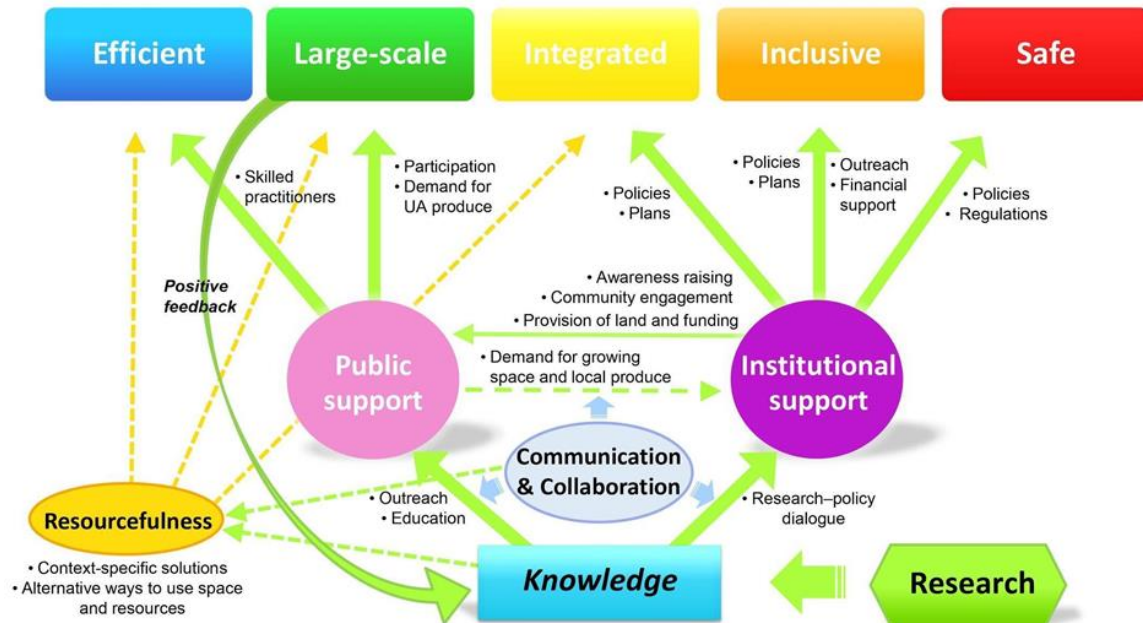 Efficient
Large-scale
Integrated
Inclusive
Safe
• Skilled
practitioners
• Participation
• Demand for
UA produce
• Policies
• Plans
• Policies
• Plans
• Outreach
• Financial
support
• Policies
• Regulations
Positive
feedback
• Awareness raising
• Community engagement
• Provision of land and funding
Public
support
• Demand for growing
space and local produce
Institutional
support
Communication
& Collaboration
• Outreach
• Education
• Research–policy
dialogue
Resourcefulness
• Context-specific solutions
• Alternative ways to use space
and resources
Knowledge
Research